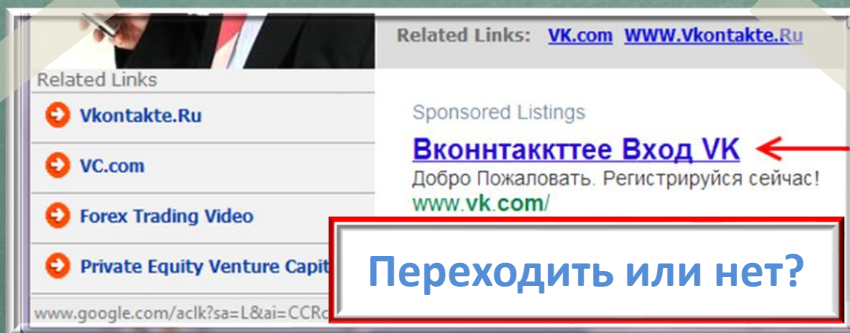 Related Links: VK.com WWW.Vkontakte.Ru
Related Links
Vkontakte.Ru
VC.com
Forex Trading Video
Private Equity Venture Capit
www.google.com/aclk?sa=L&ai=CCR
Sponsored Listings
Вконнтаккттее Вход VK
Добро Пожаловать. Регистрируйся сейчас!
www.vk.com/
Переходить или нет?